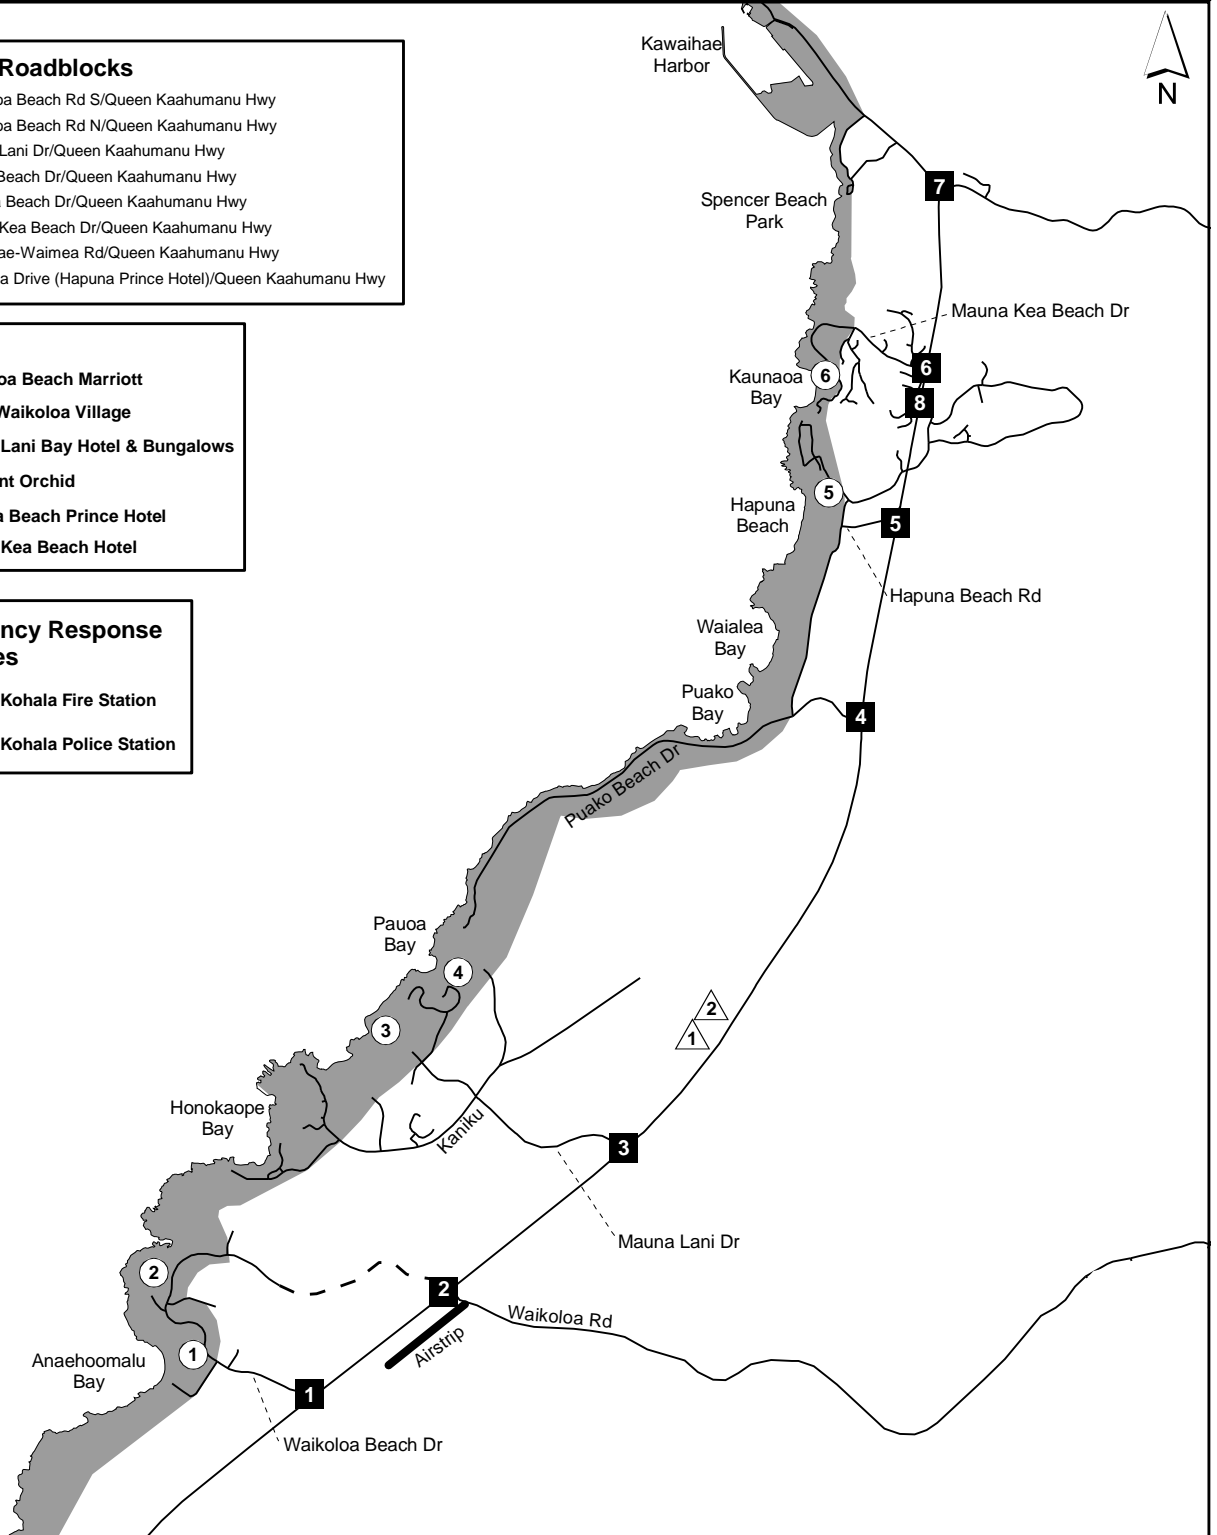 Roadblocks
oa Beach Rd S/Queen Kaahumanu Hwy
oa Beach Rd N/Queen Kaahumanu Hwy
Lani Dr/Queen Kaahumanu Hwy
Beach Dr/Queen Kaahumanu Hwy
a Beach Dr/Queen Kaahumanu Hwy
Kea Beach Dr/Queen Kaahumanu Hwy
ae-Waimea Rd/Queen Kaahumanu Hwy
a Drive (Hapuna Prince Hotel)/Queen Kaahumanu Hwy
oa Beach Marriott
Waikoloa Village
Lani Bay Hotel & Bungalows
nt Orchid
a Beach Prince Hotel
Kea Beach Hotel
ncy Response
es
Kohala Fire Station
Kohala Police Station
Kawaihae
Harbor
N
7
Spencer Beach
Park
Mauna Kea Beach Dr
6
Kaunaoa
Bay
6
8
5
Hapuna
Beach
5
Hapuna Beach Rd
Waialea
Bay
Puako
Bay
4
Puako Beach Dr
Pauoa
Bay
4
3
2
1
Honokaope
Bay
Kaniku
3
Mauna Lani Dr
2
2
Waikoloa Rd
Airstrip
1
Anaehoomalu
Bay
1
Waikoloa Beach Dr